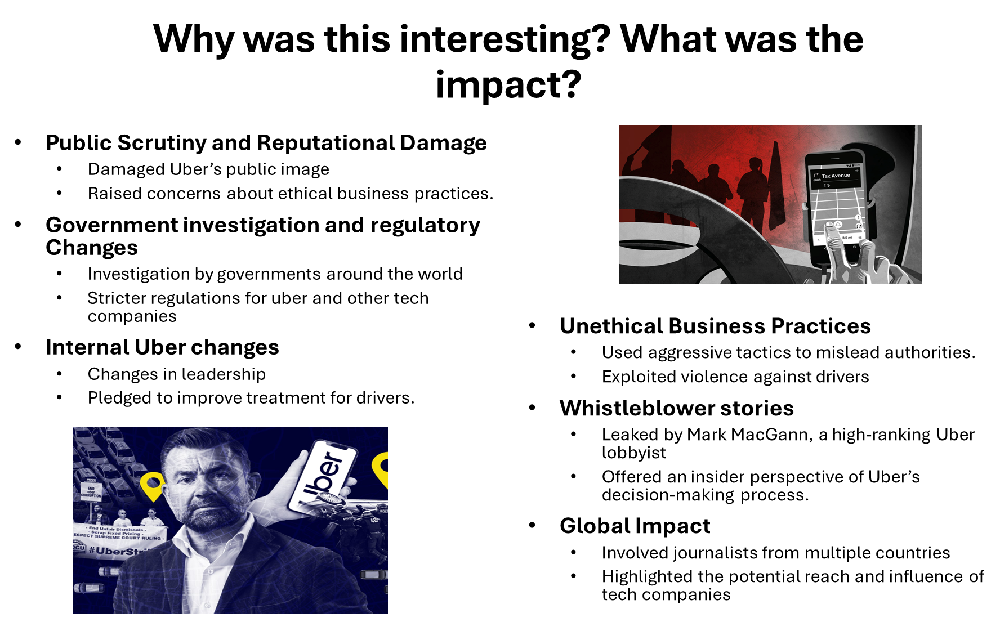 Why was this interesting? What was the
impact?
• Public Scrutiny and Reputational Damage
• Damaged Uber’s public image
• Raised concerns about ethical business practices.
• Government investigation and regulatory
Changes
• Investigation by governments around the world
• Stricter regulations for uber and other tech
companies
• Internal Uber changes
• Changes in leadership
• Pledged to improve treatment for drivers.
Uber
END
uber
CORRUPTION
- End Unfair Dismissals -
- Scrap Fixed Pricing -
ESPECT SUPREME COURT RULING -
#UberStri
Tax Avenue
600ft
3.5 mi
• Unethical Business Practices
• Used aggressive tactics to mislead authorities.
• Exploited violence against drivers
• Whistleblower stories
• Leaked by Mark MacGann, a high-ranking Uber
lobbyist
• Offered an insider perspective of Uber’s
decision-making process.
• Global Impact
• Involved journalists from multiple countries
• Highlighted the potential reach and influence of
tech companies